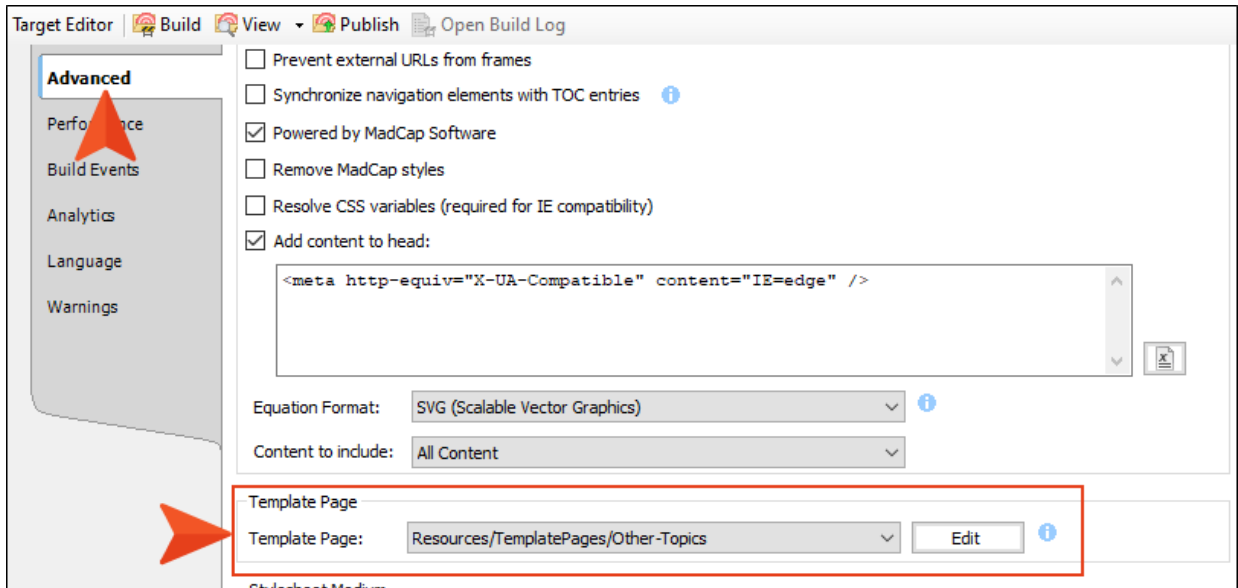 Target Editor Build View Publish Open Build Log
Advanced
Build Events
Analytics
Language
Warnings
Prevent external URLs from frames
Synchronize navigation elements with TOC entries
Powered by MadCap Software
Remove MadCap styles
Resolve CSS variables (required for IE compatibility)
Add content to head:
<meta http-equiv="X-UA-Compatible" content="IE=edge" />
Equation Format: SVG (Scalable Vector Graphics)
Content to include: All Content
Template Page
Template Page: Resources/TemplatePages/Other-Topics Edit